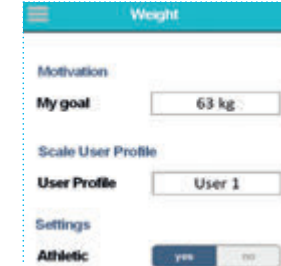 Weight
Motivation
My goal 63 kg
Scale User Profile
User Profile User 1
Settings
Athletic yes no